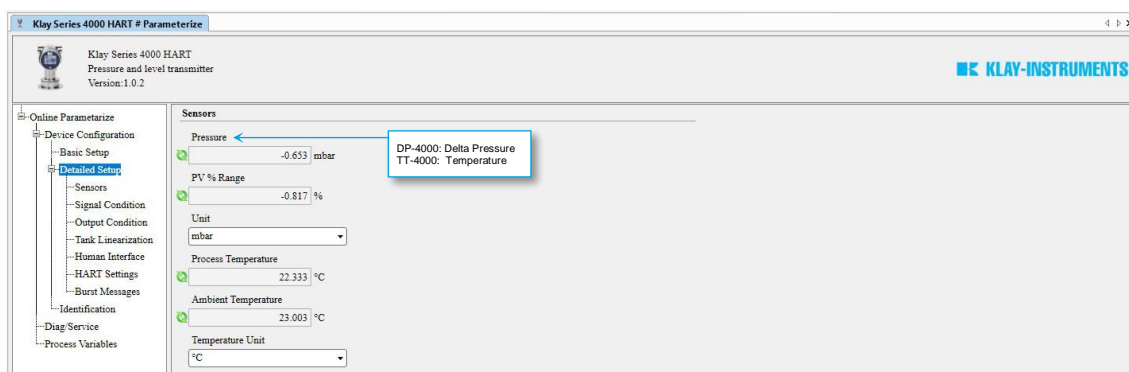 Klay Series 4000 HART # Parameterize
Klay Series 4000 HART
Pressure and level transmitter
Version:1.0.2
KLAY-INSTRUMENTS
Online Parametarize
Device Configuration
Basic Setup
Detailed Setup
Sensors
Signal Condition
Output Condition
Tank Linearization
Human Interface
HART Settings
Burst Messages
Identification
Diag/Service
Process Variables
Sensors
Pressure
-0.653 mbar
DP-4000: Delta Pressure
TT-4000: Temperature
PV % Range
-0.817 %
Unit
mbar
Process Temperature
22.333 °C
Ambient Temperature
23.003 °C
Temperature Unit
°C